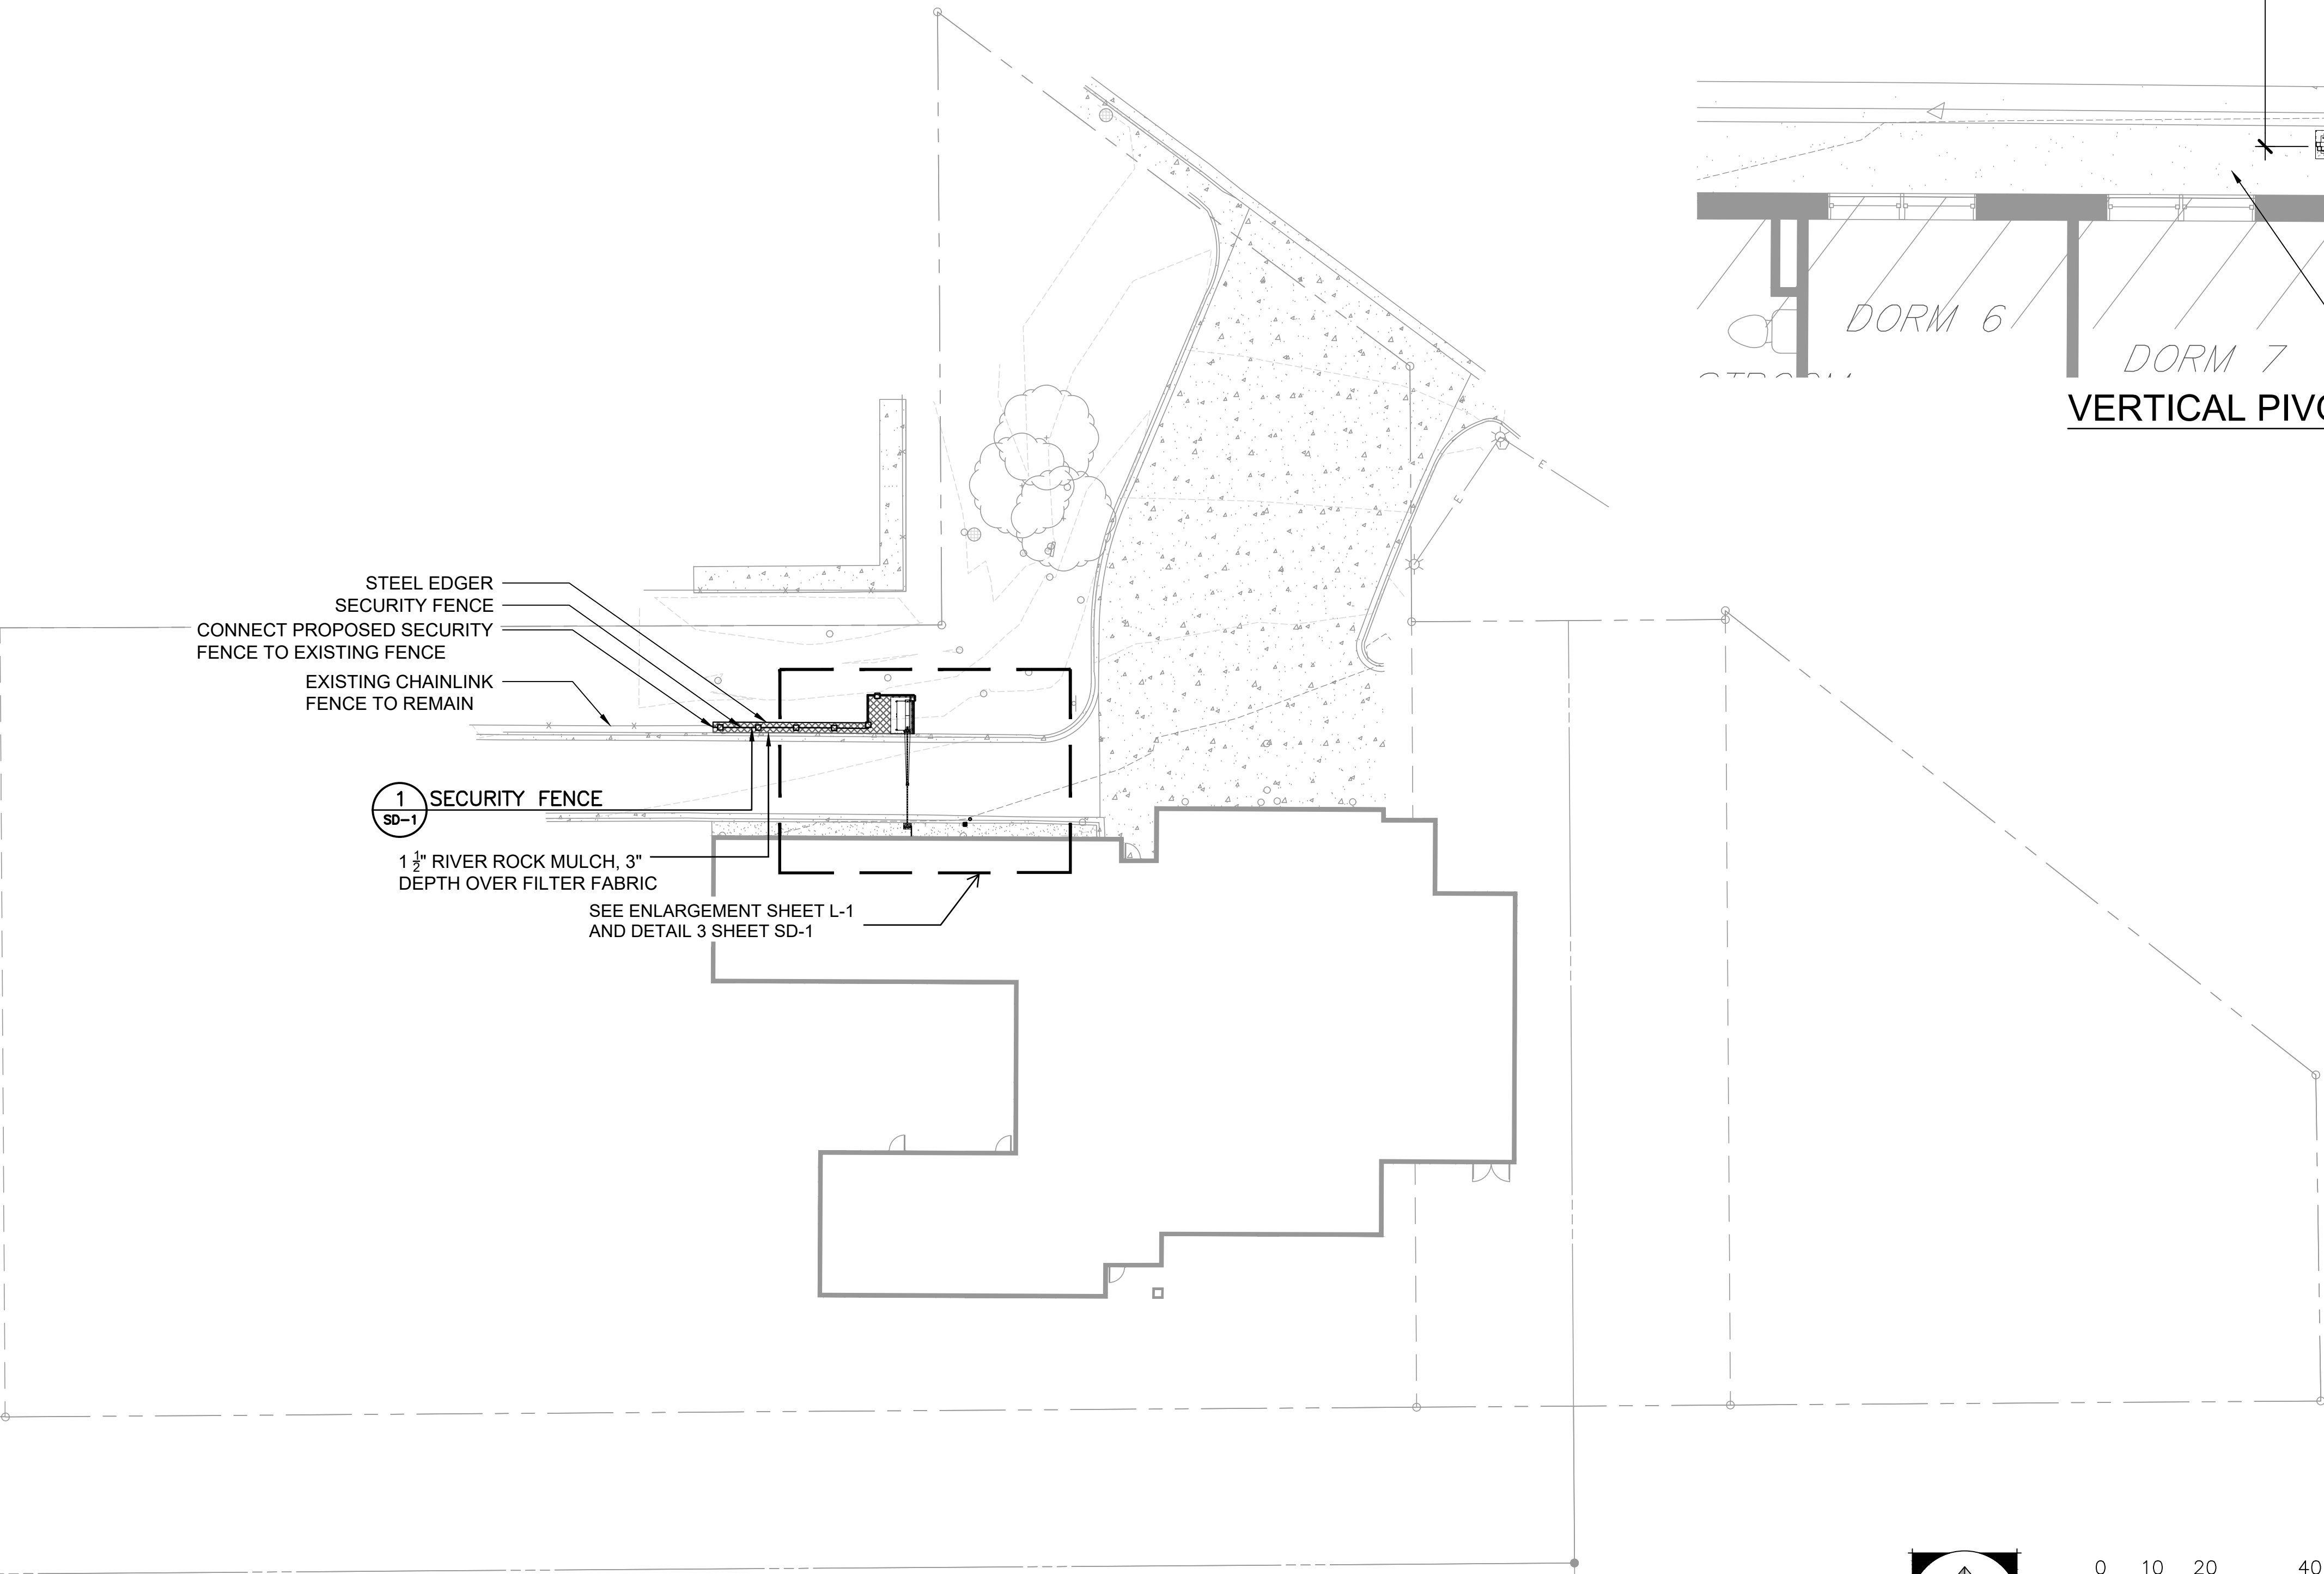 DORM 6
DORM 7
VERTICAL
E
E
STEEL EDGER
SECURITY FENCE
CONNECT PROPOSED SECURITY
FENCE TO EXISTING FENCE
EXISTING CHAINLINK
FENCE TO REMAIN
1
SD-1
SECURITY FENCE
1 1/2" RIVER ROCK MULCH, 3"
DEPTH OVER FILTER FABRIC
SEE ENLARGEMENT SHEET L-1
AND DETAIL 3 SHEET SD-1
0 10 20 40